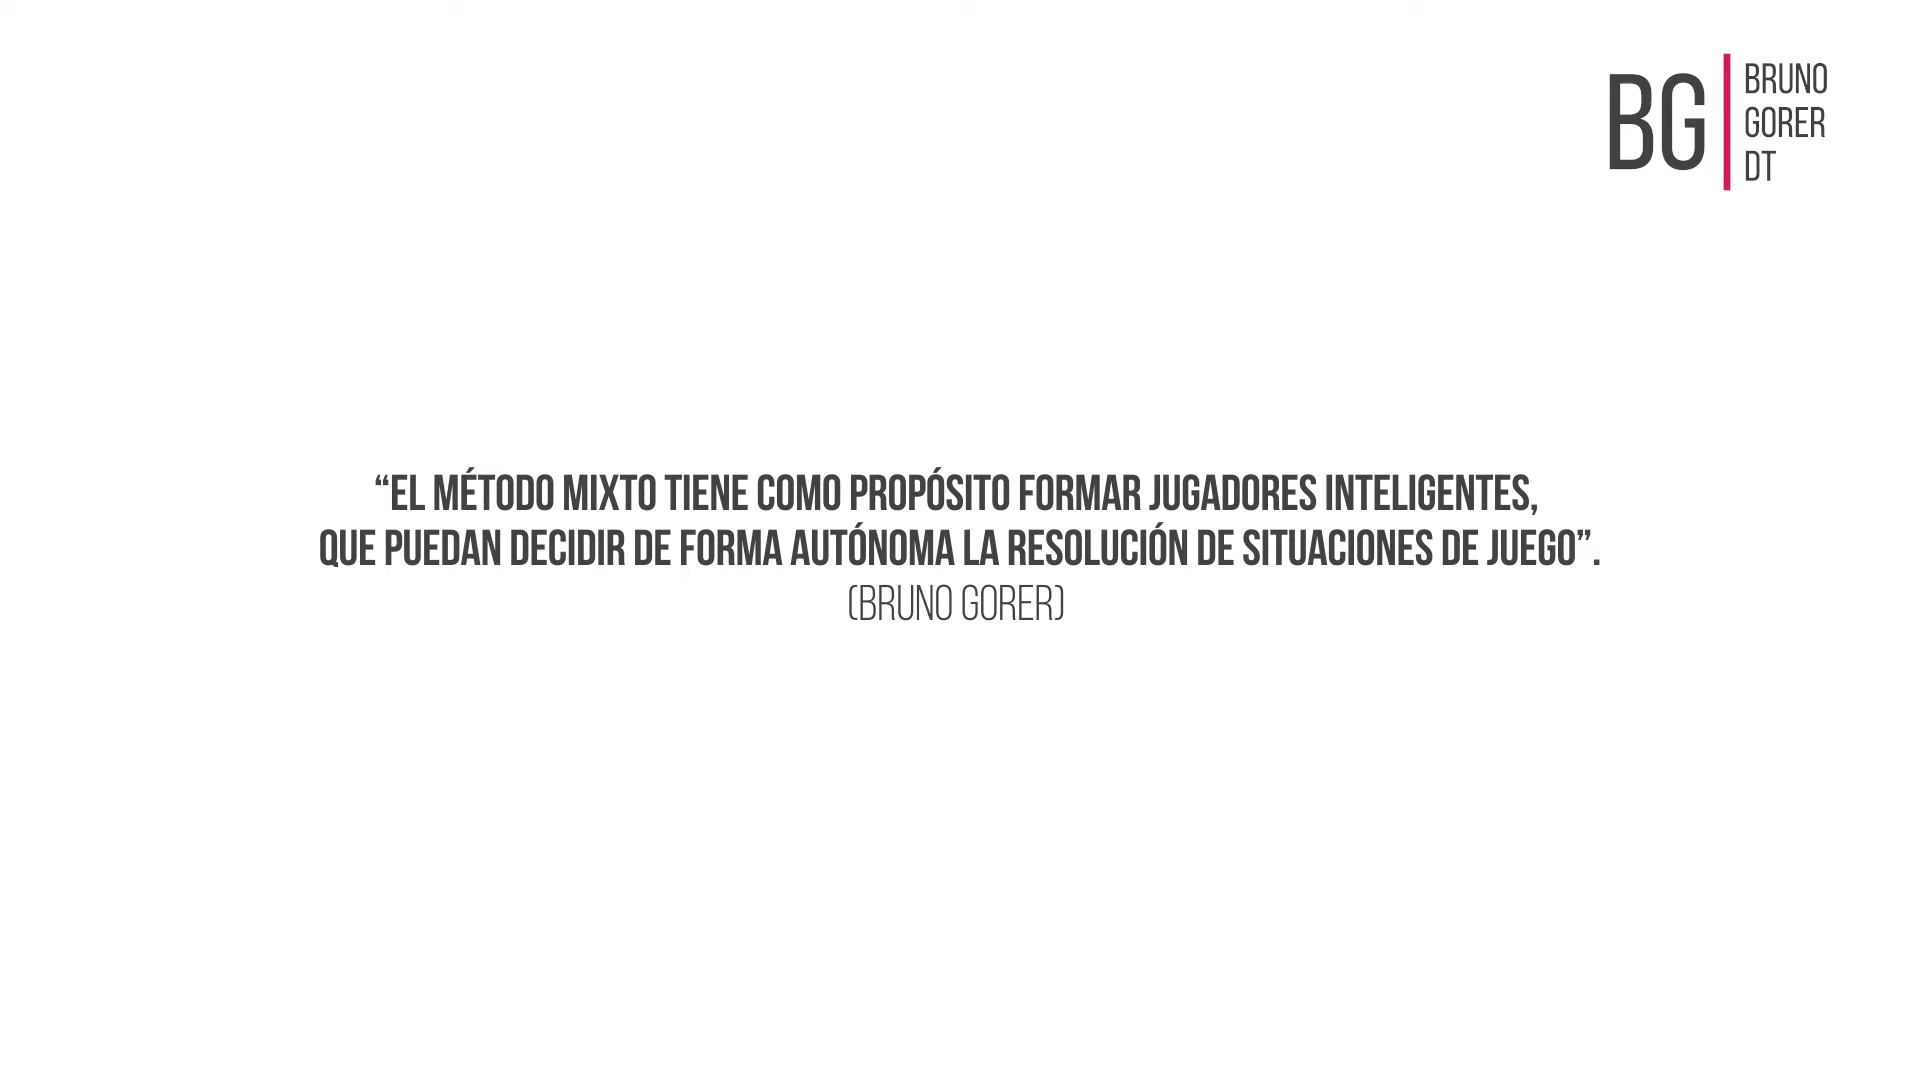 BG
BRUNO
GORER
DT
“EL MÉTODO MIXTO TIENE COMO PROPÓSITO FORMAR JUGADORES INTELIGENTES,
QUE PUEDAN DECIDIR DE FORMA AUTÓNOMA LA RESOLUCIÓN DE SITUACIONES DE JUEGO”.
(BRUNO GORER)